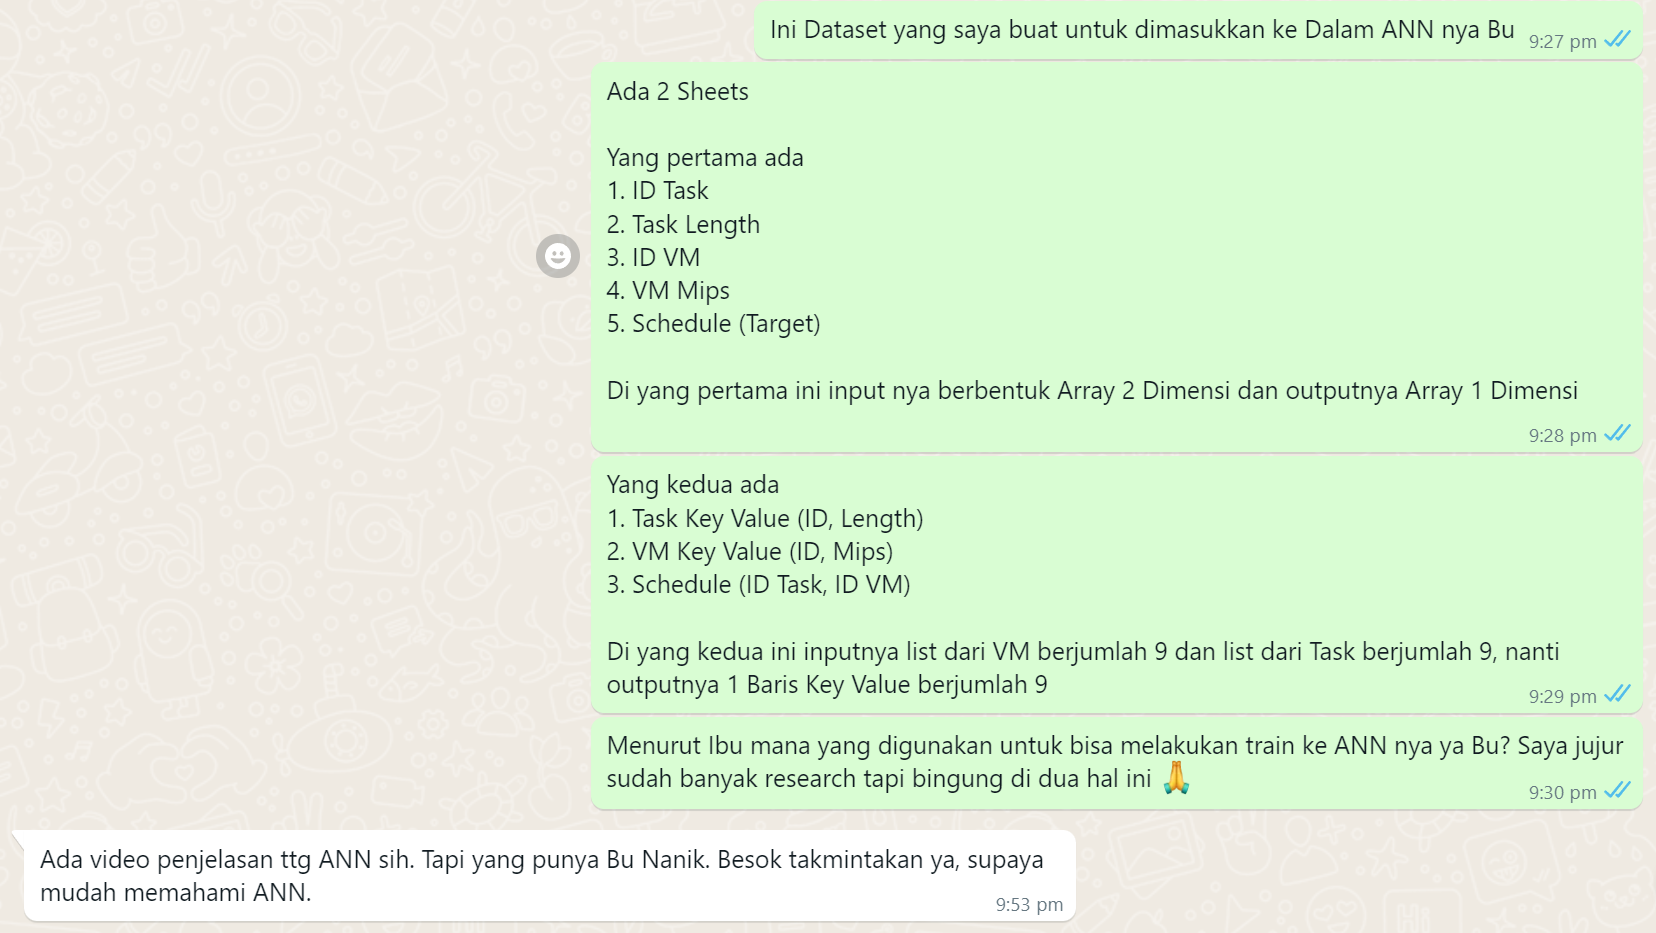 Ini Dataset yang saya buat untuk dimasukkan ke Dalam ANN nya Bu
9:27 pm
Ada 2 Sheets
Yang pertama ada
1. ID Task
2. Task Length
3. ID VM
4. VM Mips
5. Schedule (Target)
Di yang pertama ini input nya berbentuk Array 2 Dimensi dan outputnya Array 1 Dimensi
9:28 pm
Yang kedua ada
1. Task Key Value (ID, Length)
2. VM Key Value (ID, Mips)
3. Schedule (ID Task, ID VM)
Di yang kedua ini inputnya list dari VM berjumlah 9 dan list dari Task berjumlah 9, nanti
outputnya 1 Baris Key Value berjumlah 9
9:29 pm
Menurut Ibu mana yang digunakan untuk bisa melakukan train ke ANN nya ya Bu? Saya jujur
sudah banyak research tapi bingung di dua hal ini 🙏
9:30 pm
Ada video penjelasan ttg ANN sih. Tapi yang punya Bu Nanik. Besok takmintakan ya, supaya
mudah memahami ANN.
9:53 pm